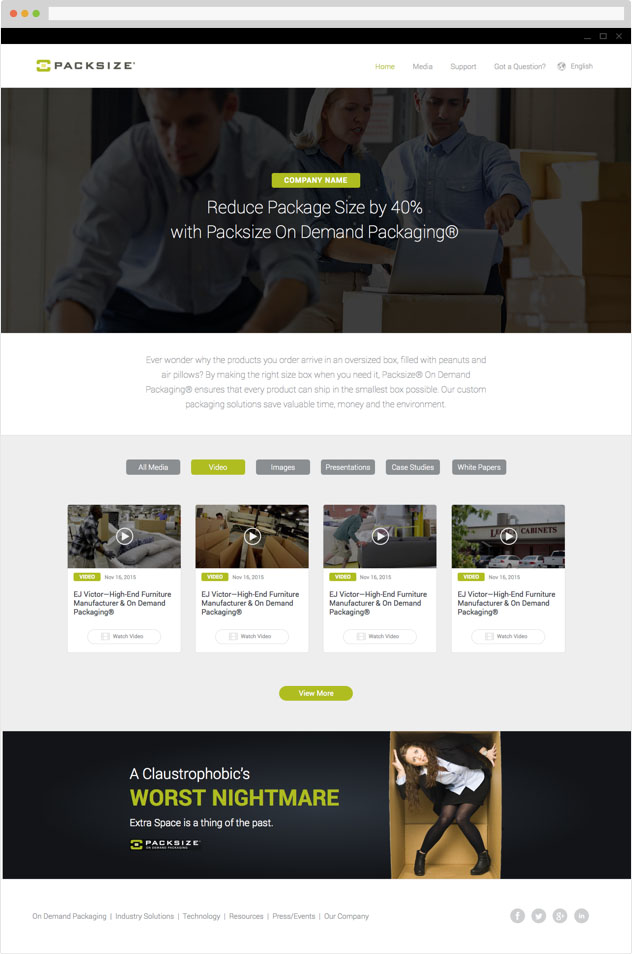 PACKSIZE®
Home Media Support Got a Question? English
COMPANY NAME
Reduce Package Size by 40%
with Packsize On Demand Packaging®
Ever wonder why the products you order arrive in an oversized box, filled with peanuts and
air pillows? By making the right size box when you need it, Packsize® On Demand
Packaging® ensures that every product can ship in the smallest box possible. Our custom
packaging solutions save valuable time, money and the environment.
All Media Video Images Presentations Case Studies White Papers
CABINETS
VIDEO Nov 16, 2015
EJ Victor—High-End Furniture
Manufacturer & On Demand
Packaging®
Watch Video
VIDEO Nov 16, 2015
EJ Victor—High-End Furniture
Manufacturer & On Demand
Packaging®
Watch Video
VIDEO Nov 16, 2015
EJ Victor—High-End Furniture
Manufacturer & On Demand
Packaging®
Watch Video
VIDEO Nov 16, 2015
EJ Victor—High-End Furniture
Manufacturer & On Demand
Packaging®
Watch Video
View More
A Claustrophobic's
WORST NIGHTMARE
Extra Space is a thing of the past.
PACKSIZE®
ON DEMAND PACKAGING
On Demand Packaging | Industry Solutions | Technology | Resources | Press/Events | Our Company